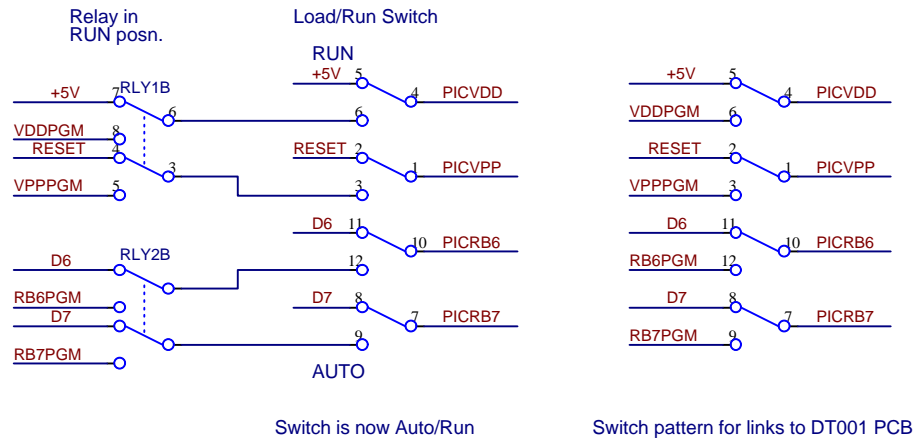 Relay in
RUN posn.
Load/Run Switch
RUN
+5V
7
RLY1B
6
VDDPGM
8
RESET
4
3
VPPPGM
5
D6
RLY2B
RB6PGM
D7
RB7PGM
+5V
5
4
PICVDD
6
RESET
2
1
PICVPP
3
D6
11
10
PICRB6
12
D7
8
7
PICRB7
9
AUTO
+5V
5
4
PICVDD
VDDPGM
6
RESET
2
1
PICVPP
VPPPGM
3
D6
11
10
PICRB6
RB6PGM
12
D7
8
7
PICRB7
RB7PGM
9
Switch is now Auto/Run
Switch pattern for links to DT001 PCB